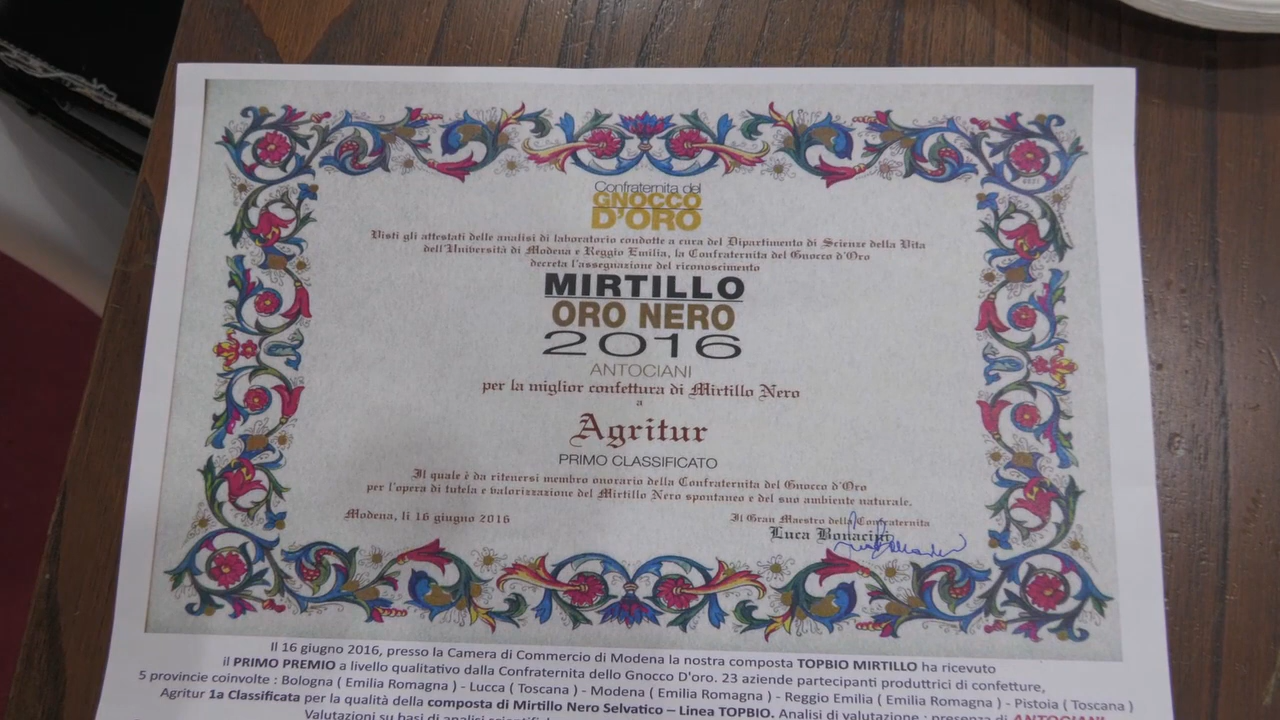 Confraternita del
GNOCCO
D'ORO
Visti gli attestati delle analisi di laboratorio condotte a cura del Dipartimento di Scienze della Vita
dell'Università di Modena e Reggio Emilia, la Confraternita del Gnocco d'Oro
decreta l'assegnazione del riconoscimento
MIRTILLO
ORO NERO
2016
ANTOCIANI
per la miglior confettura di Mirtillo Nero
a
Agritur
PRIMO CLASSIFICATO
Il quale è da ritenersi membro onorario della Confraternita del Gnocco d'Oro
per l'opera di tutela e valorizzazione del Mirtillo Nero spontaneo e del suo ambiente naturale.
Modena, li 16 giugno 2016
Il Gran Maestro della Confraternita
Luca Bonacini
Il 16 giugno 2016, presso la Camera di Commercio di Modena la nostra composta TOPBIO MIRTILLO ha ricevuto
il PRIMO PREMIO a livello qualitativo dalla Confraternita dello Gnocco D'oro. 23 aziende partecipanti produttrici di confetture,
5 provincie coinvolte : Bologna ( Emilia Romagna ) - Lucca ( Toscana ) - Modena ( Emilia Romagna ) - Reggio Emilia ( Emilia Romagna ) - Pistoia ( Toscana )
Agritur 1a Classificata per la qualità della composta di Mirtillo Nero Selvatico – Linea TOPBIO. Analisi di valutazione : presenza di ANTOCIANI
Valutazioni su basi di analisi